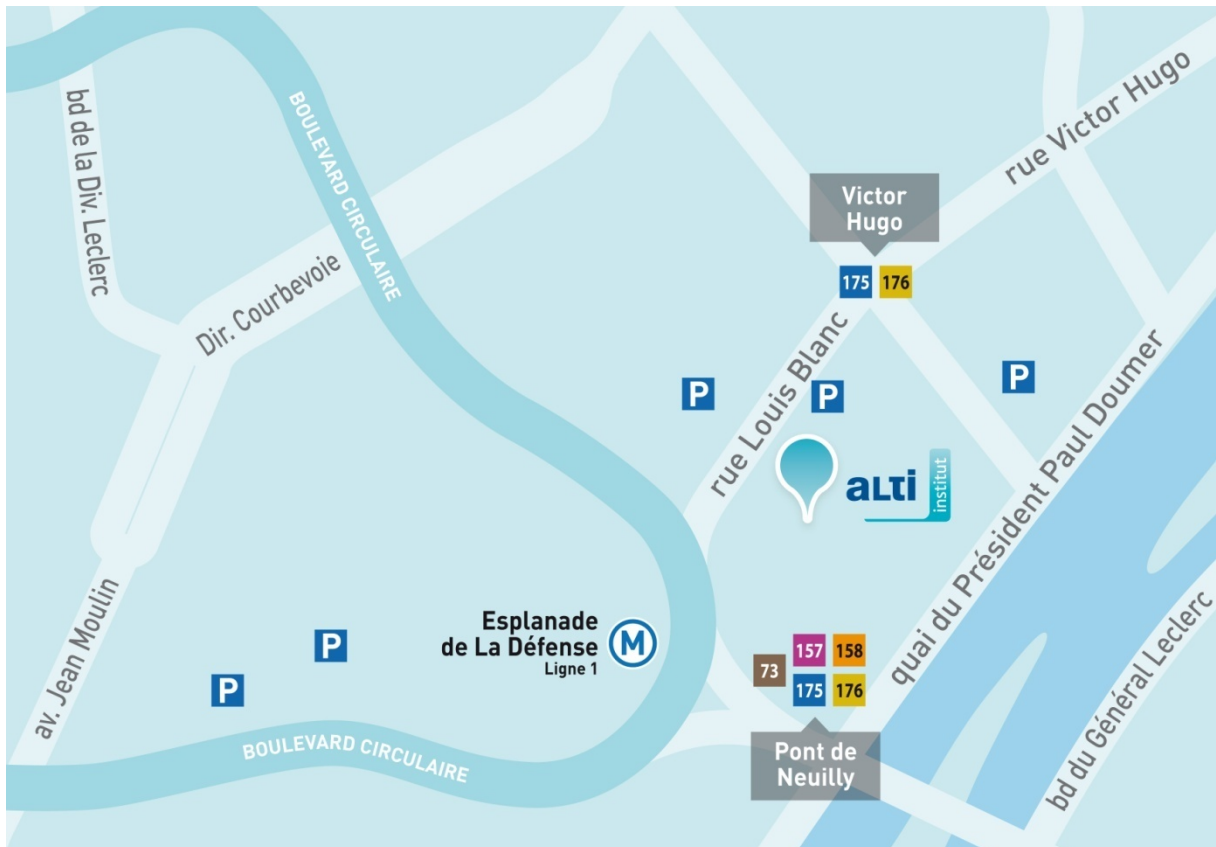 bd de la Div. Leclerc
BOULEVARD CIRCULAIRE
rue Victor Hugo
Victor
Hugo
175 176
Dir. Courbevoie
rue Louis Blanc
P
P
P
quai du Président Paul Doumer
aLTi
institut
Esplanade
de La Défense
Ligne 1
M
157 158
73
175 176
P
P
av. Jean Moulin
BOULEVARD CIRCULAIRE
Pont de
Neuilly
bd du Général Leclerc